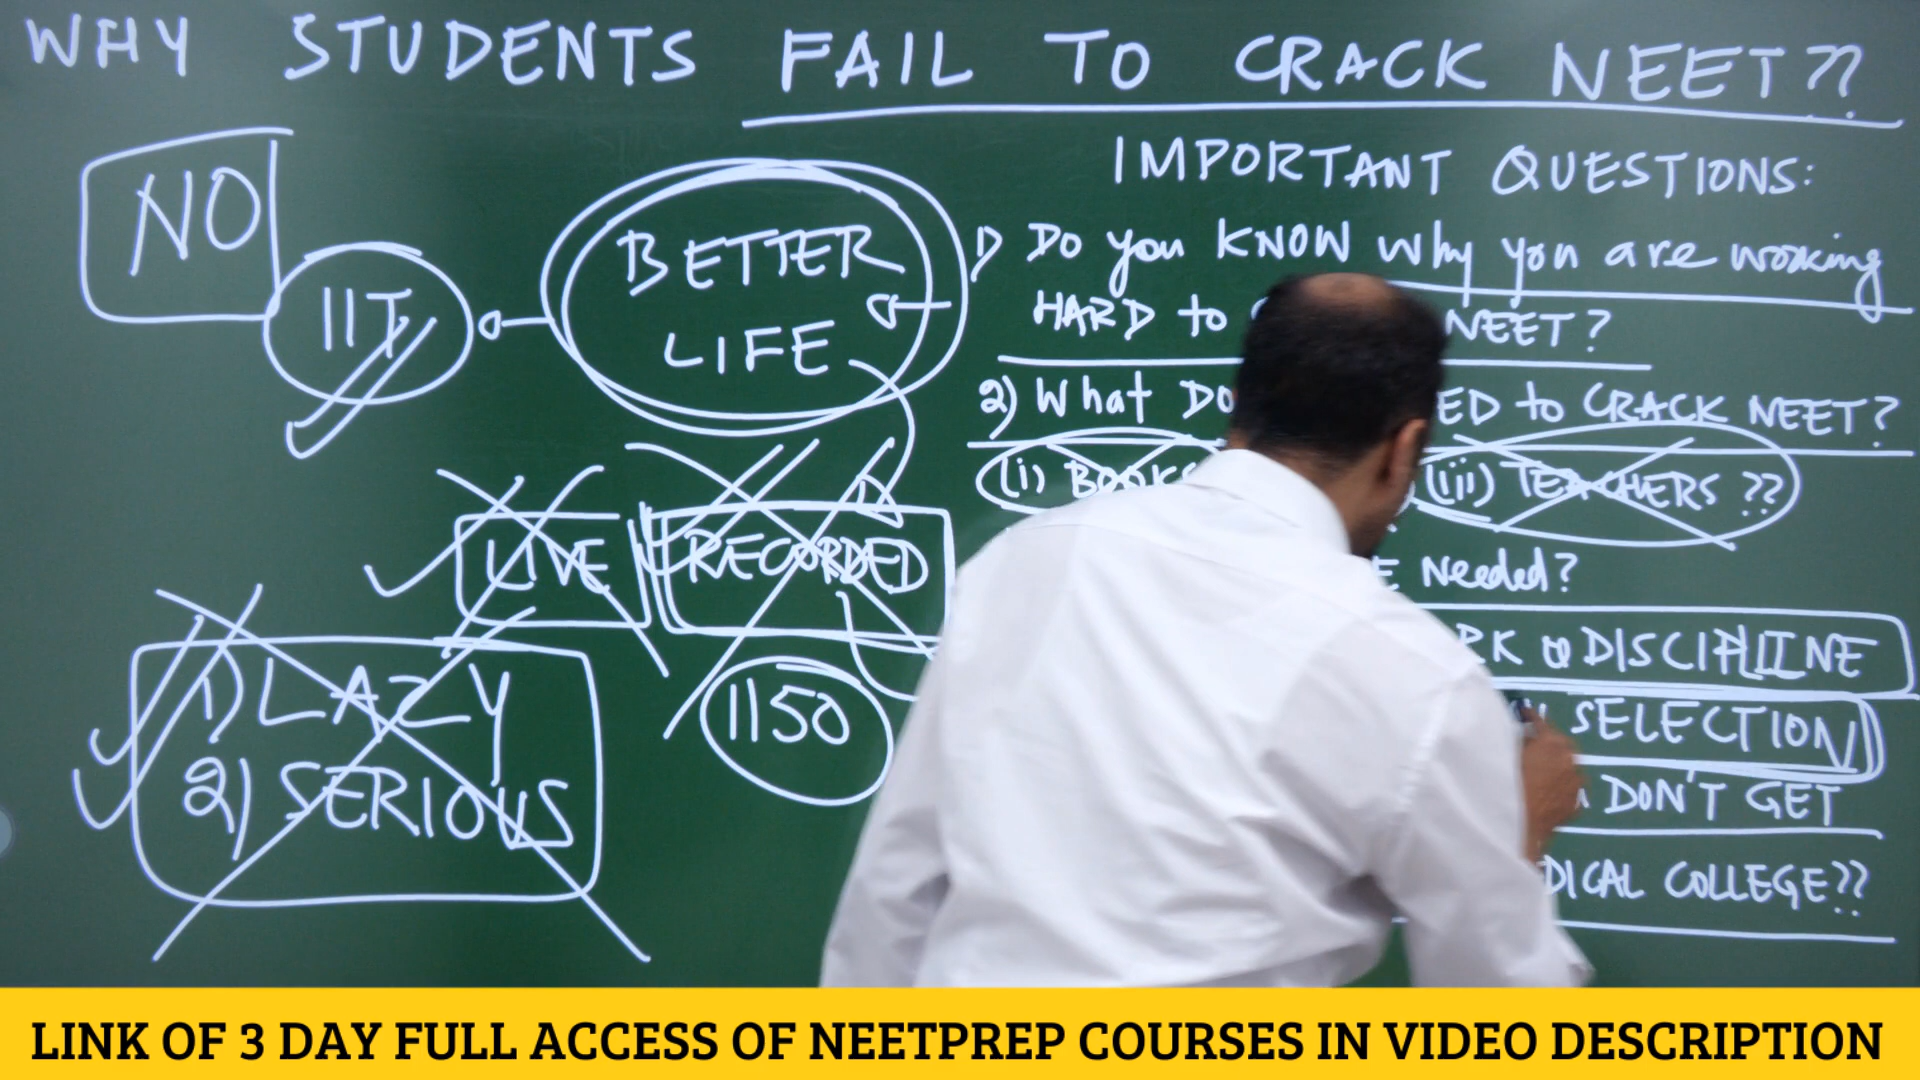 WHY STUDENTS FAIL TO CRACK NEET??
NO
IIT
BETTER
LIFE
LIVE
RECORDED
1) LAZY
2) SERIOUS
1150
IMPORTANT QUESTIONS:
1) Do you KNOW why you are working
HARD to NEET?
2) What DO to CRACK NEET?
(i) BOOKS (iii) TEACHERS ??
Needed?
DISCIPLINE
SELECTION
DON'T GET
COLLEGE??
LINK OF 3 DAY FULL ACCESS OF NEETPREP COURSES IN VIDEO DESCRIPTION